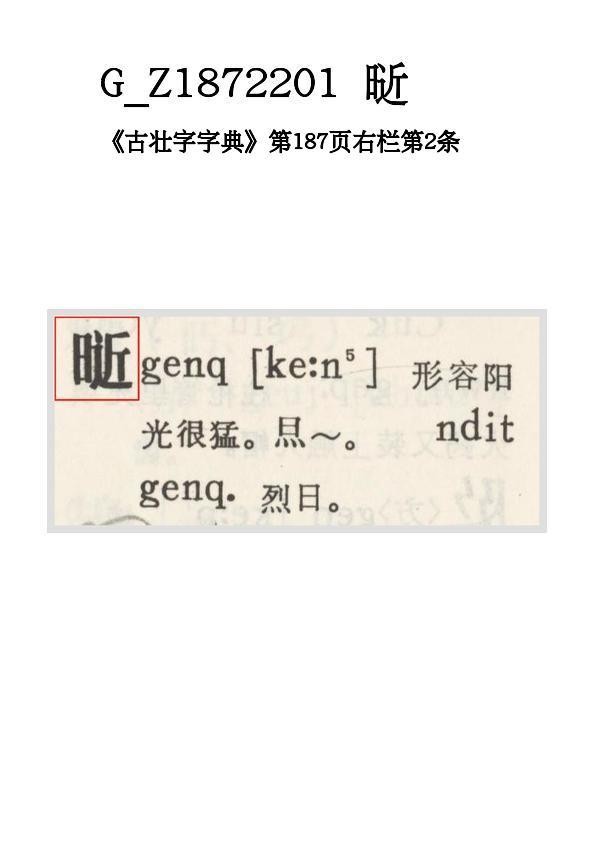 G_Z1872201
《古壮字字典》第187页右栏第2条
genq [ke:n⁵] 形容阳
光很猛。～。 ndit
genq. 烈日。